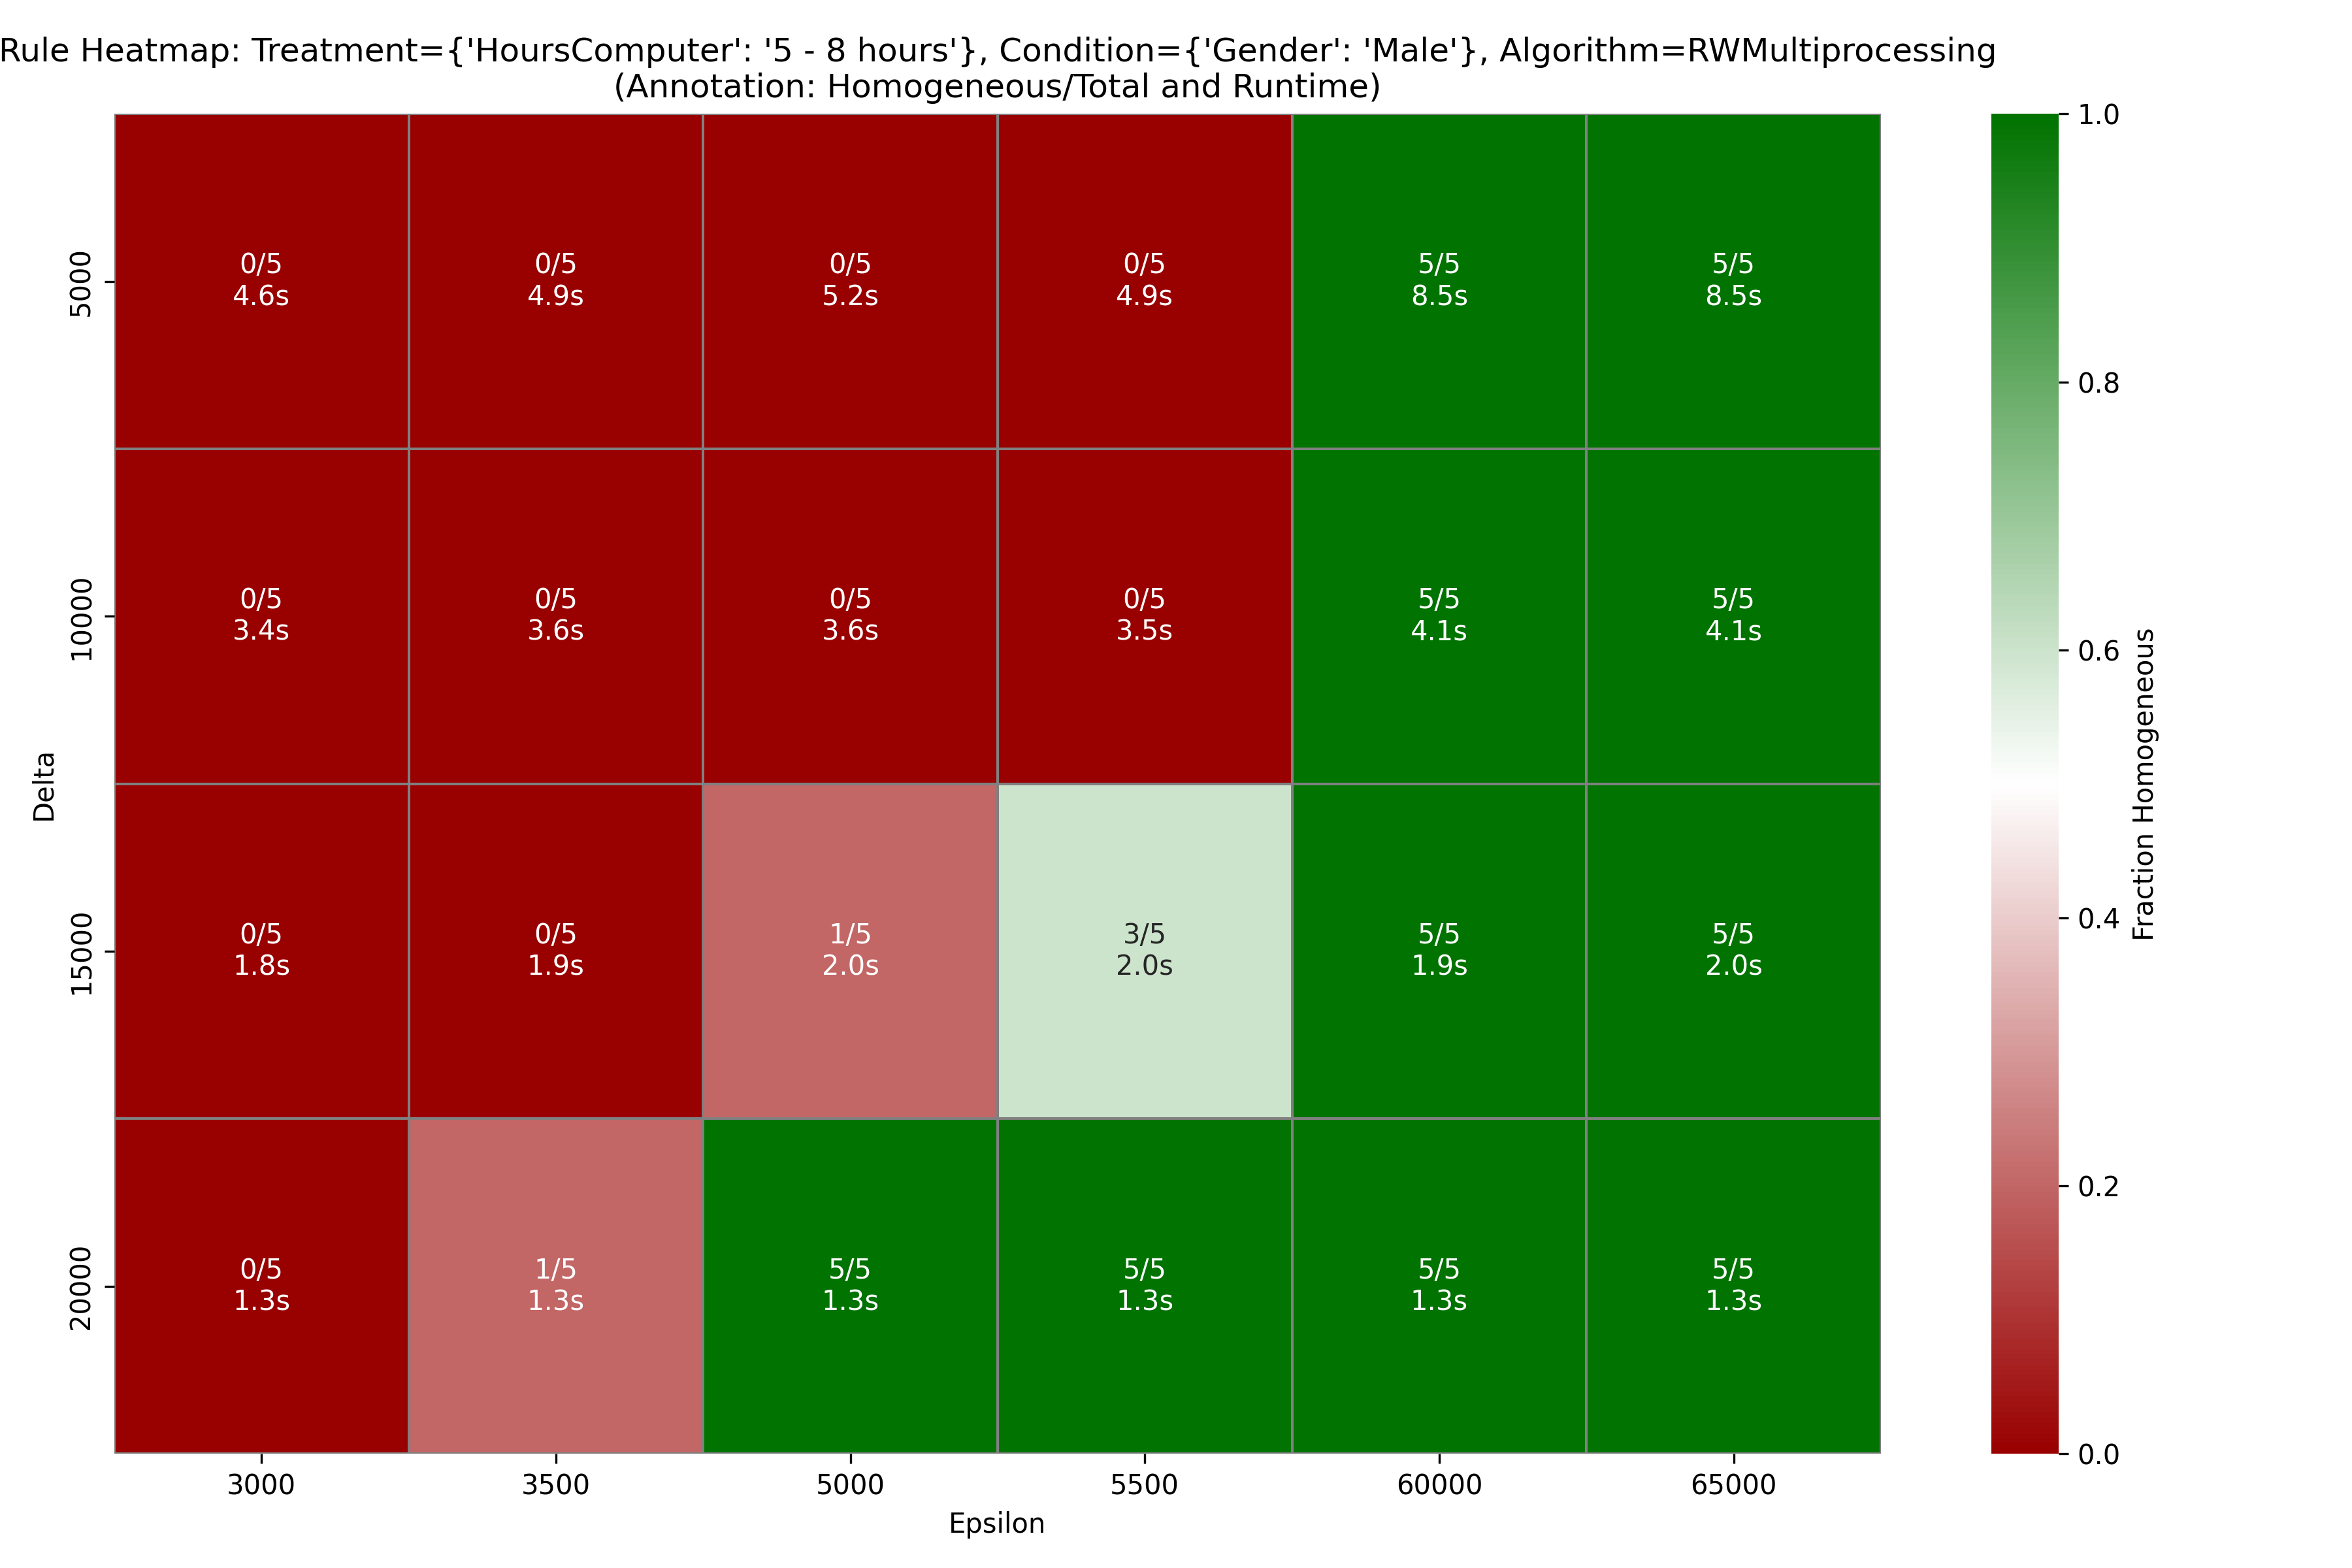 Rule Heatmap: Treatment={'HoursComputer': '5 - 8 hours'}, Condition={'Gender': 'Male'}, Algorithm=RWMultiprocessing
(Annotation: Homogeneous/Total and Runtime)
Delta
5000
0/5
4.6s
0/5
4.9s
0/5
5.2s
0/5
4.9s
5/5
8.5s
5/5
8.5s
10000
0/5
3.4s
0/5
3.6s
0/5
3.6s
0/5
3.5s
5/5
4.1s
5/5
4.1s
15000
0/5
1.8s
0/5
1.9s
1/5
2.0s
3/5
2.0s
5/5
1.9s
5/5
2.0s
20000
0/5
1.3s
1/5
1.3s
5/5
1.3s
5/5
1.3s
5/5
1.3s
5/5
1.3s
3000
3500
5000
5500
60000
65000
Epsilon
1.0
0.8
0.6
0.4
0.2
0.0
Fraction Homogeneous